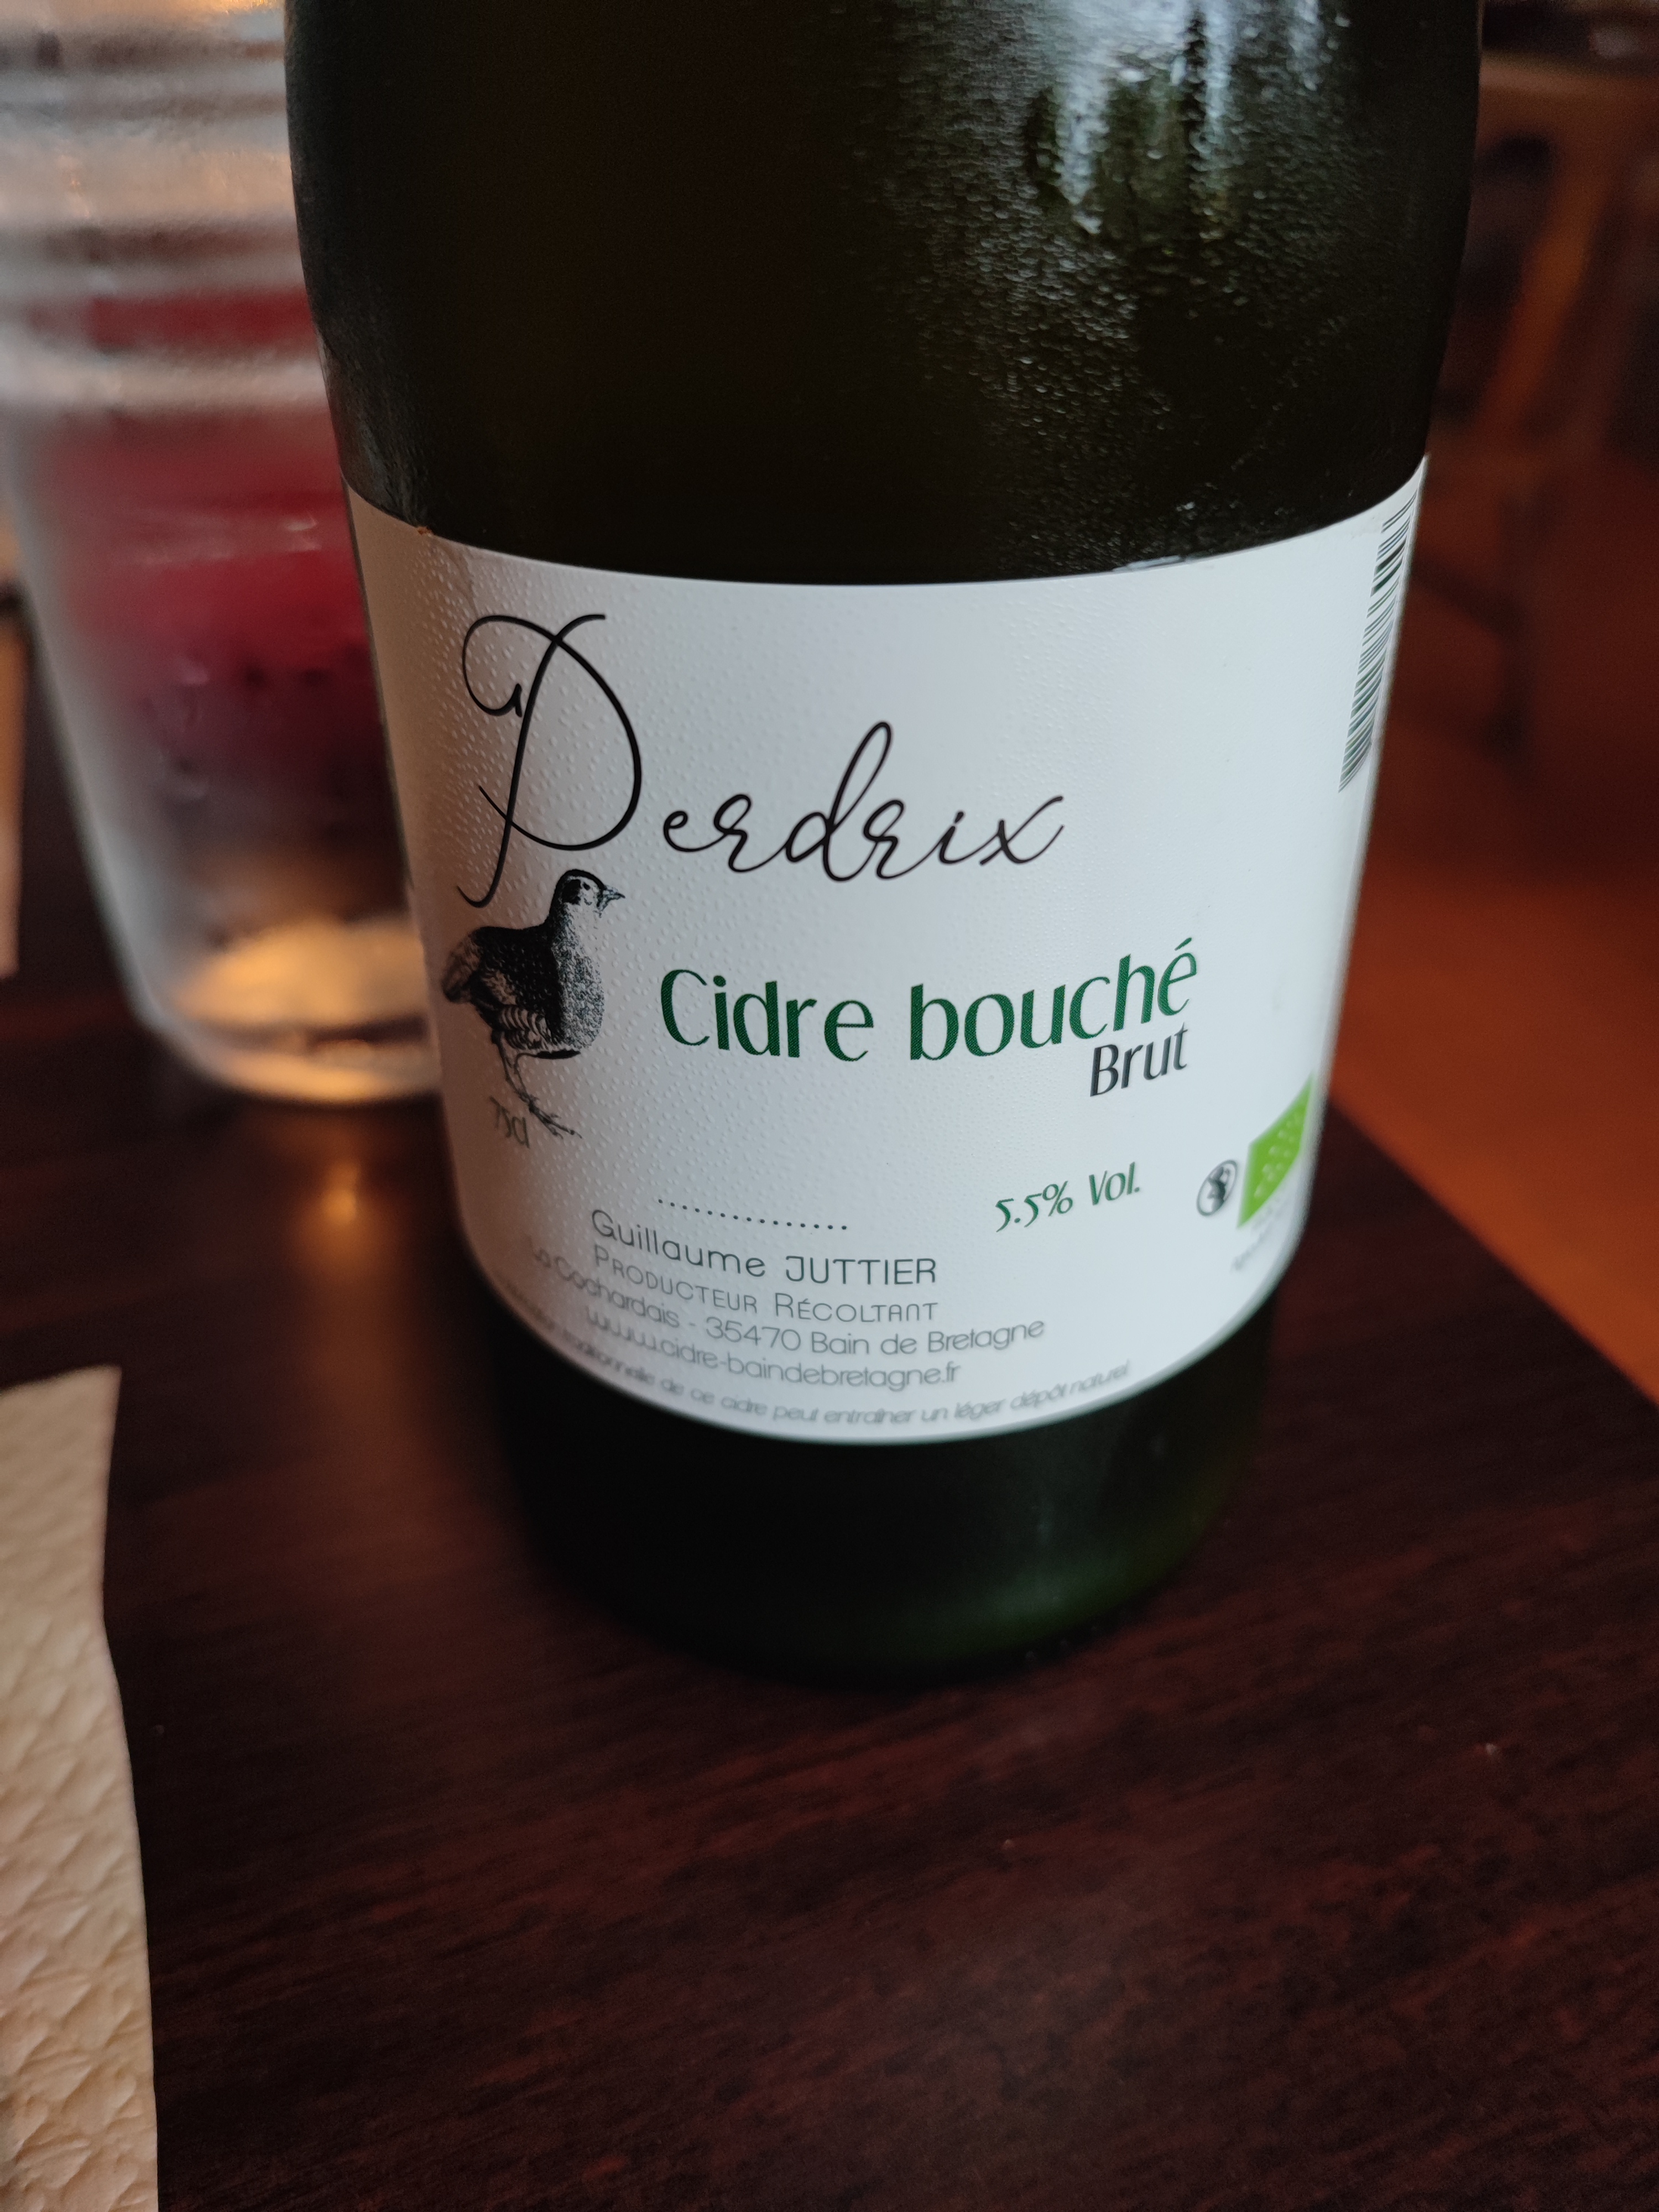 Perdrix
Cidre bouché
Brut
75cl
5.5% Vol.
Guillaume JUTTIER
PRODUCTEUR RÉCOLTANT
La Cochardais - 35470 Bain de Bretagne
www.cidre-baindebretagne.fr
traditionnelle de ce cidre peut entraîner un léger dépôt naturel